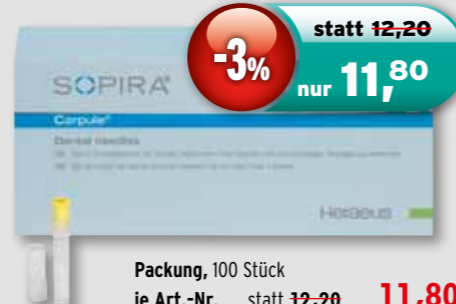 statt 12,20
-3%
nur 11,80
SOPIRA®
Carpule®
Dental needles
Heraeus
Packung, 100 Stück
je Art.-Nr. statt 12,20 11,80